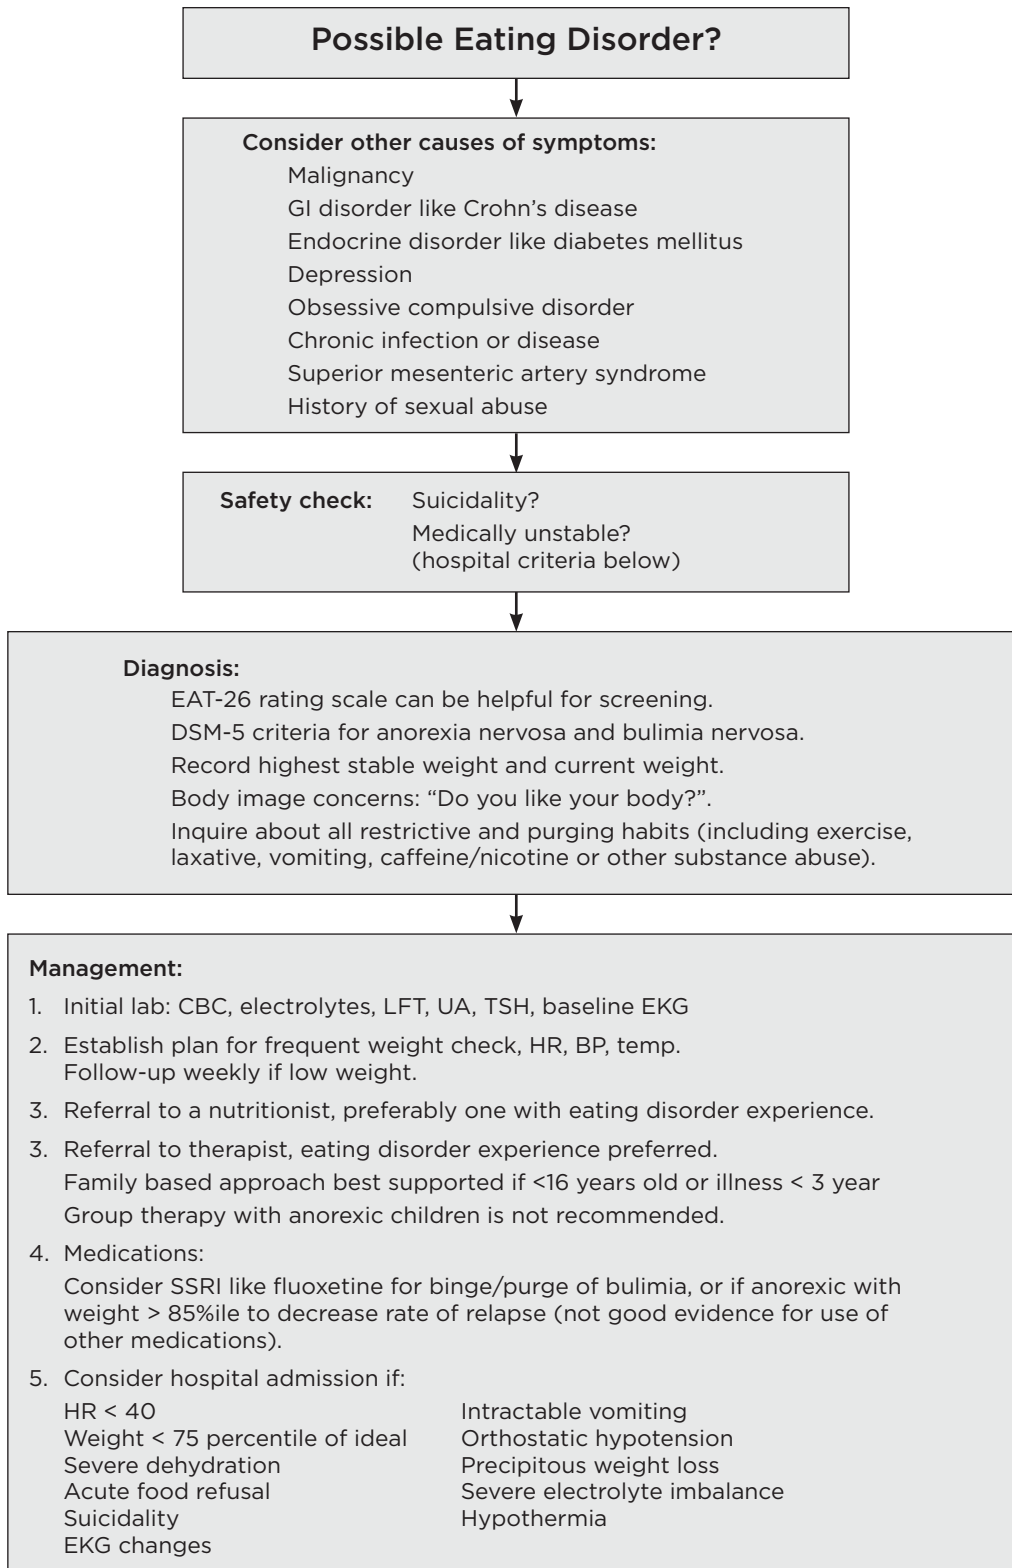 Possible Eating Disorder?
Consider other causes of symptoms:
Malignancy
GI disorder like Crohn’s disease
Endocrine disorder like diabetes mellitus
Depression
Obsessive compulsive disorder
Chronic infection or disease
Superior mesenteric artery syndrome
History of sexual abuse
Safety check: Suicidality?
Medically unstable?
(hospital criteria below)
Diagnosis:
EAT-26 rating scale can be helpful for screening.
DSM-5 criteria for anorexia nervosa and bulimia nervosa.
Record highest stable weight and current weight.
Body image concerns: “Do you like your body?”.
Inquire about all restrictive and purging habits (including exercise,
laxative, vomiting, caffeine/nicotine or other substance abuse).
Management:
1. Initial lab: CBC, electrolytes, LFT, UA, TSH, baseline EKG
2. Establish plan for frequent weight check, HR, BP, temp.
Follow-up weekly if low weight.
3. Referral to a nutritionist, preferably one with eating disorder experience.
3. Referral to therapist, eating disorder experience preferred.
Family based approach best supported if <16 years old or illness < 3 year
Group therapy with anorexic children is not recommended.
4. Medications:
Consider SSRI like fluoxetine for binge/purge of bulimia, or if anorexic with
weight > 85%ile to decrease rate of relapse (not good evidence for use of
other medications).
5. Consider hospital admission if:
HR < 40
Weight < 75 percentile of ideal
Severe dehydration
Acute food refusal
Suicidality
EKG changes
Intractable vomiting
Orthostatic hypotension
Precipitous weight loss
Severe electrolyte imbalance
Hypothermia